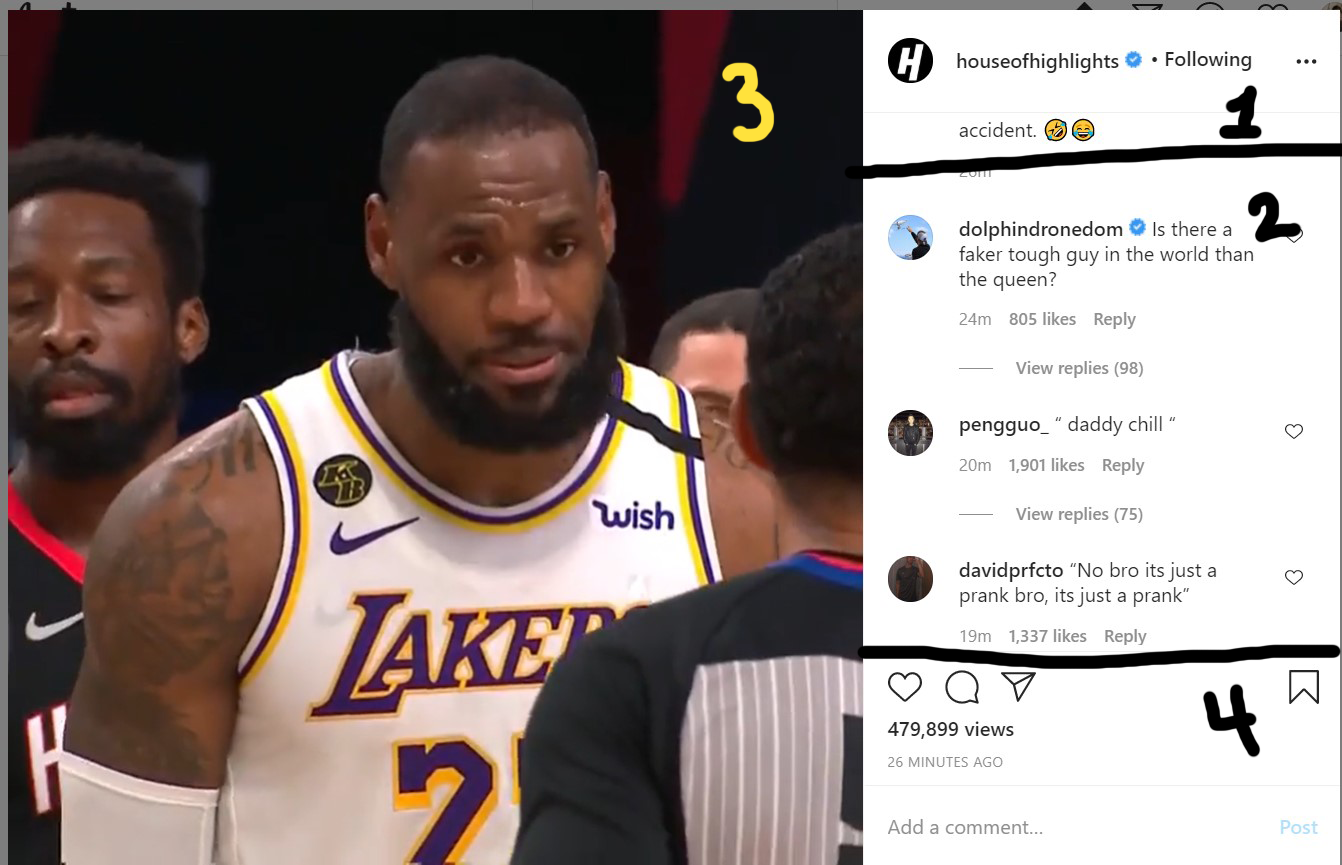 3
KB
wish
LAKERS
2
H
houseofhighlights • Following
1
accident. 🤣😂
26m
2
dolphindronedom Is there a
faker tough guy in the world than
the queen?
24m 805 likes Reply
View replies (98)
pengguo_ “ daddy chill “
20m 1,901 likes Reply
View replies (75)
davidprfcto “No bro its just a
prank bro, its just a prank”
19m 1,337 likes Reply
4
479,899 views
26 MINUTES AGO
Add a comment... Post